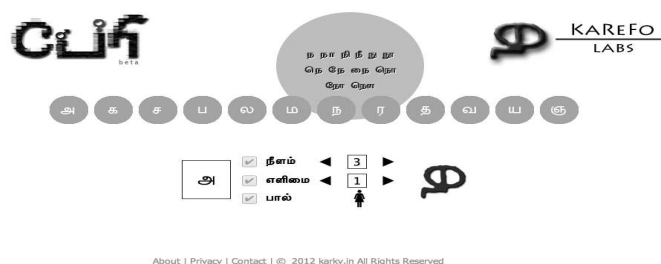 பேரி
beta
KAREFO
LABS
ந நா நி நீ நு நூ
நெ நே நை நொ
நோ நௌ
அ க ச ப ல ம ந ர த வ ய ஞ
அ
நீளம் 3
எளிமை 1
பால்
About | Privacy | Contact | © 2012 karky.in All Rights Reserved